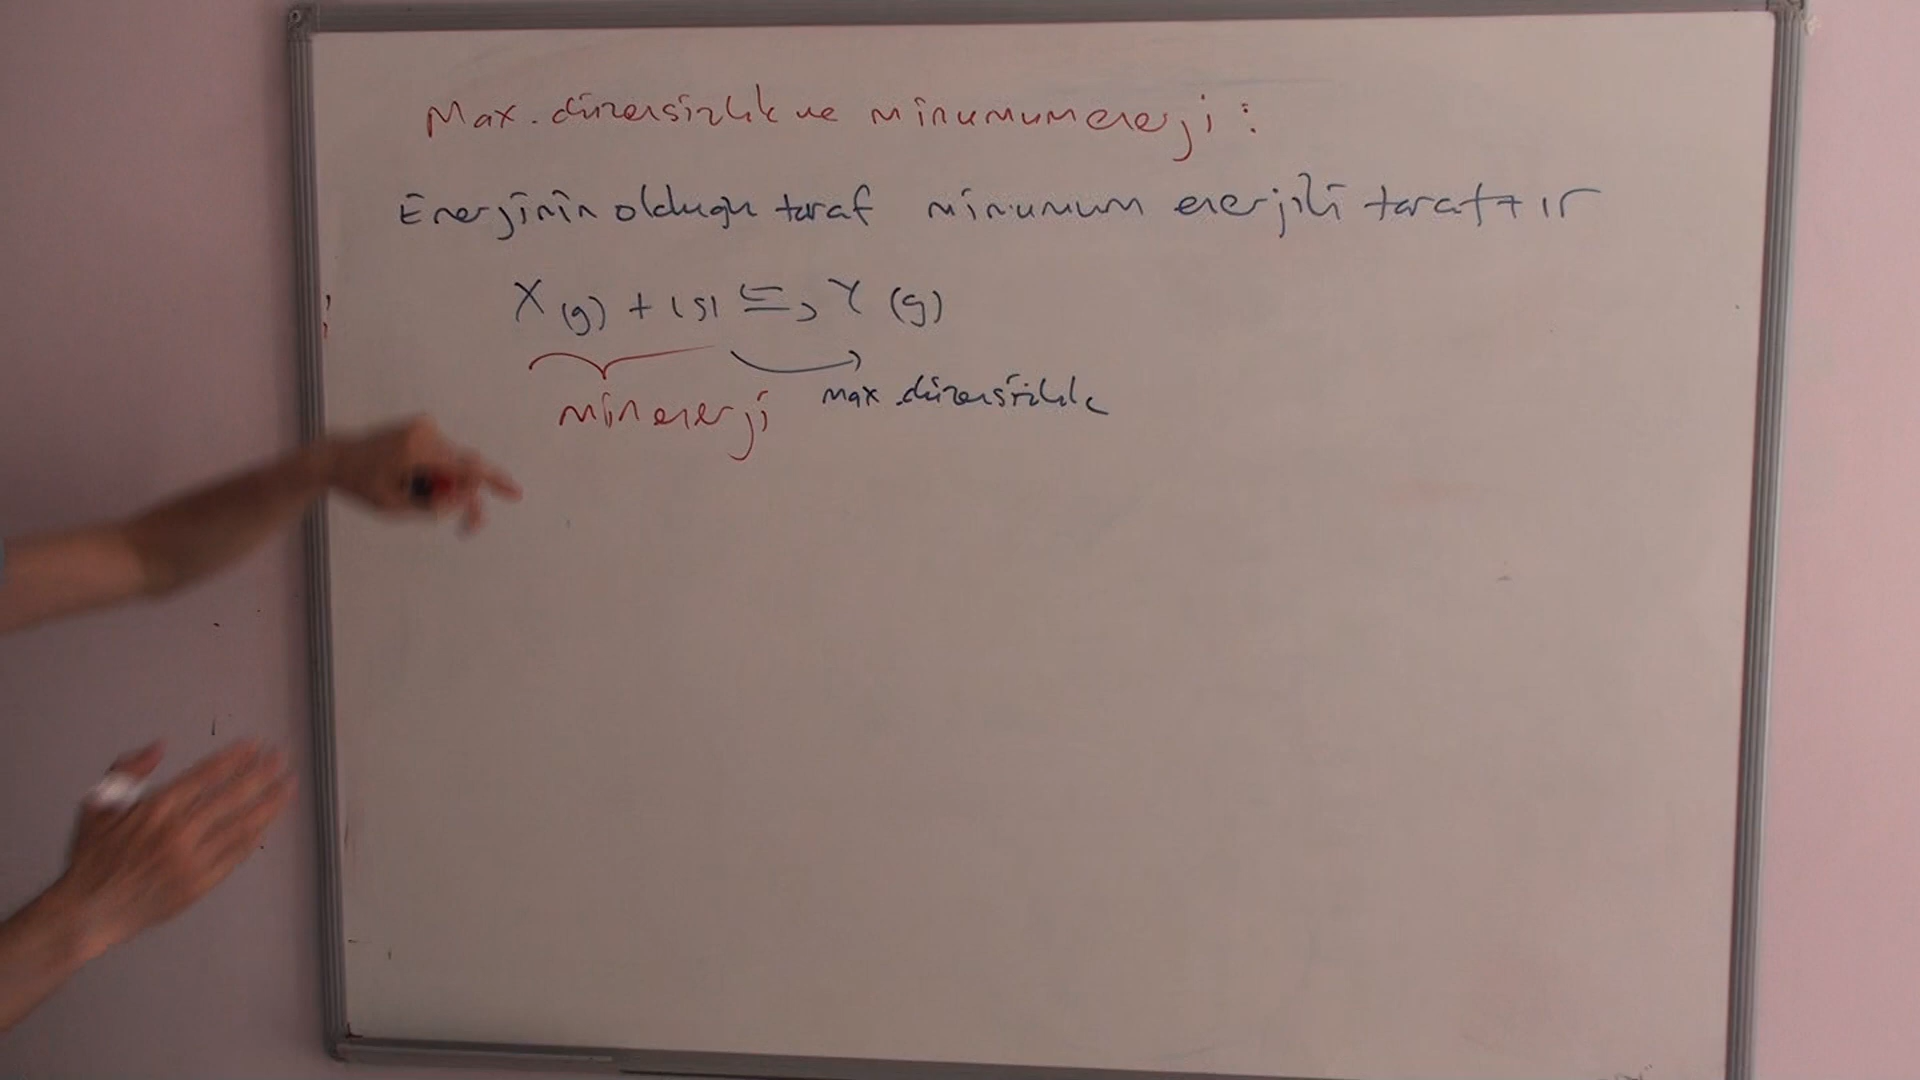 Max. düzensizlik ve minumum enerji :
Enerjinin olduğu taraf minumum enerjili taraftır
X (g) + ısı ⇌ Y (g)
min enerji
max. düzensizlik